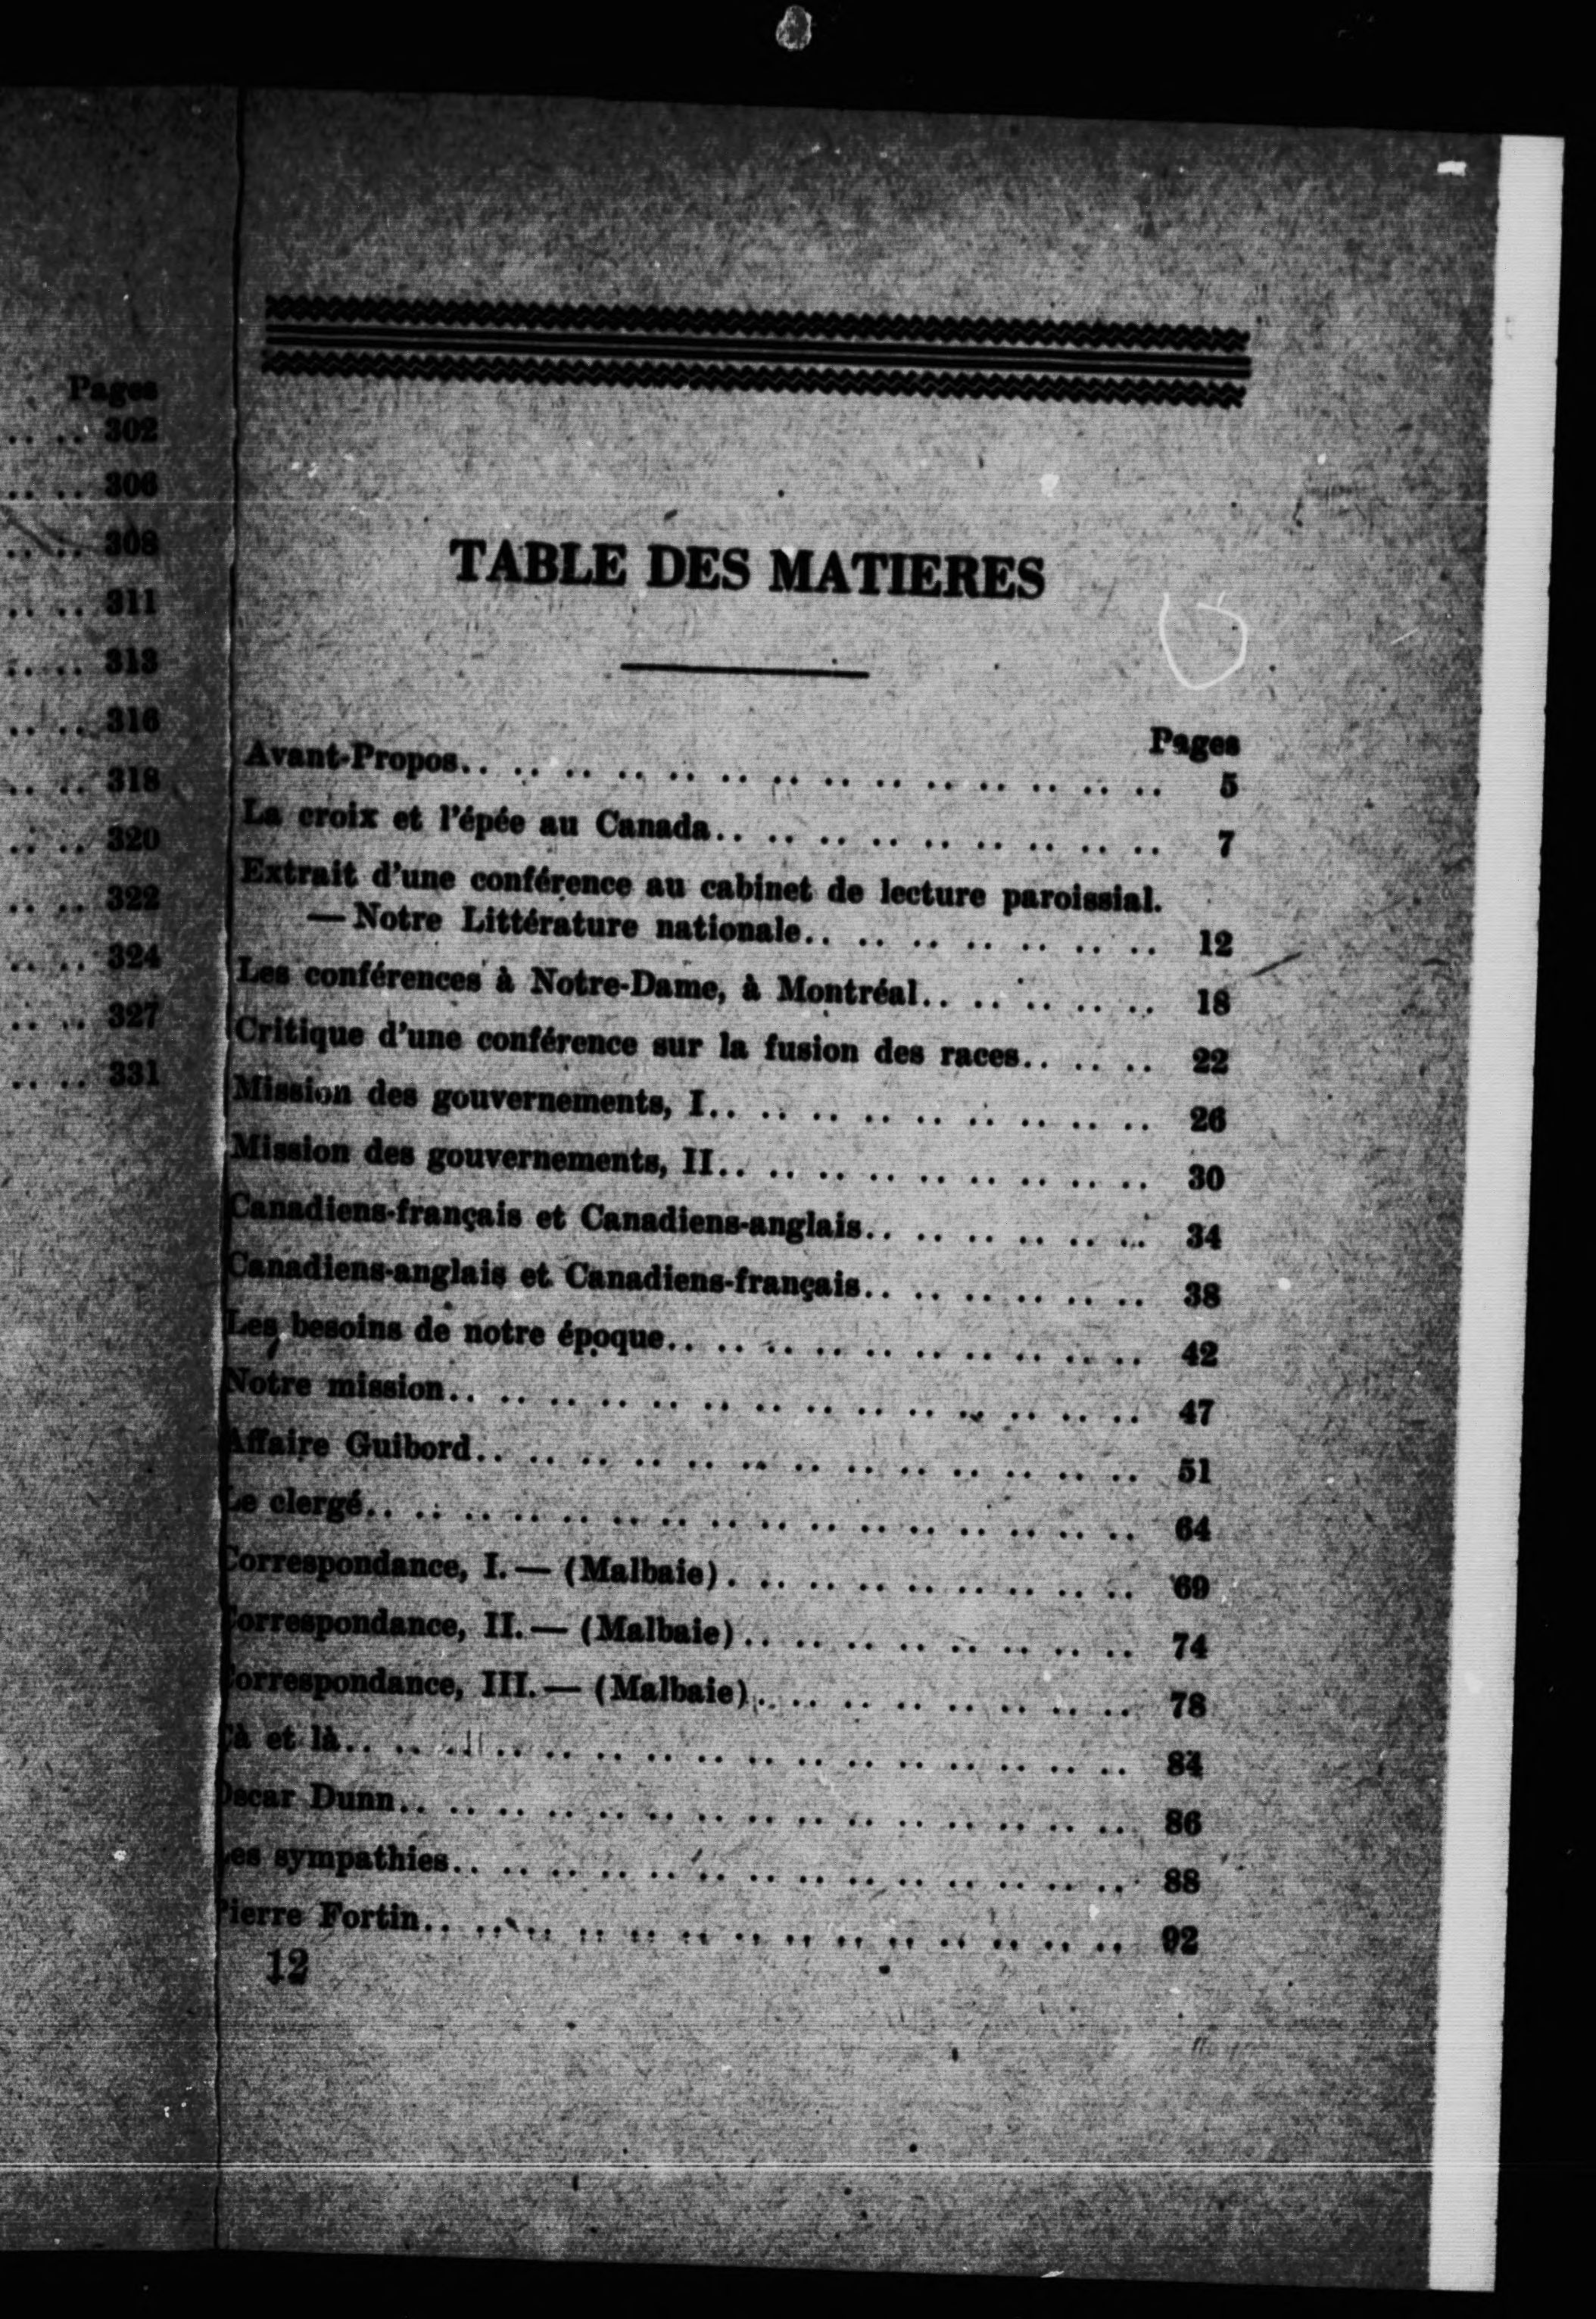 Pages
.. .. 302
.. .. 306
.. .. 308
.. .. 311
.. .. 313
.. .. 316
.. .. 318
.. .. 320
.. .. 322
.. .. 324
.. .. 327
.. .. 331
TABLE DES MATIERES
Pages
Avant-Propos.. .. .. .. .. .. .. .. .. .. .. .. .. .. 5
La croix et l'épée au Canada.. .. .. .. .. .. .. .. .. 7
Extrait d'une conférence au cabinet de lecture paroissial.
— Notre Littérature nationale.. .. .. .. .. .. .. 12
Les conférences à Notre-Dame, à Montréal.. .. .. .. .. 18
Critique d'une conférence sur la fusion des races.. .. .. 22
Mission des gouvernements, I.. .. .. .. .. .. .. .. .. 26
Mission des gouvernements, II.. .. .. .. .. .. .. .. .. 30
Canadiens-français et Canadiens-anglais.. .. .. .. .. .. 34
Canadiens-anglais et Canadiens-français.. .. .. .. .. .. 38
Les besoins de notre époque.. .. .. .. .. .. .. .. .. .. 42
Notre mission.. .. .. .. .. .. .. .. .. .. .. .. .. .. 47
Affaire Guibord.. .. .. .. .. .. .. .. .. .. .. .. .. 51
Le clergé.. .. .. .. .. .. .. .. .. .. .. .. .. .. .. .. 64
Correspondance, I. — (Malbaie). .. .. .. .. .. .. .. .. 69
Correspondance, II. — (Malbaie).. .. .. .. .. .. .. .. 74
Correspondance, III. — (Malbaie).. .. .. .. .. .. .. .. 78
Çà et là.. .. .. .. .. .. .. .. .. .. .. .. .. .. .. .. 84
Oscar Dunn.. .. .. .. .. .. .. .. .. .. .. .. .. .. .. 86
Les sympathies.. .. .. .. .. .. .. .. .. .. .. .. .. .. 88
Pierre Fortin.. .. .. .. .. .. .. .. .. .. .. .. .. .. 92
12